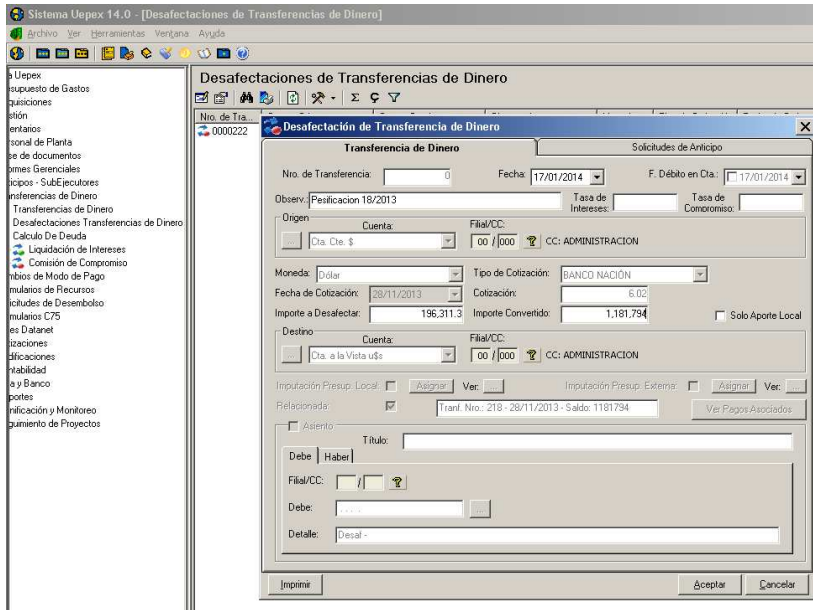 Sistema Uepex 14.0 - [Desafectaciones de Transferencias de Dinero]
Archivo Ver Herramientas Ventana Ayuda
a Uepex
esupuesto de Gastos
quisiciones
stión
entarios
rsonal de Planta
se de documentos
ormes Gerenciales
ticipos - SubEjecutores
ansferencias de Dinero
Transferencias de Dinero
Desafectaciones Transferencias de Dinero
Calculo De Deuda
Liquidación de Intereses
Comisión de Compromiso
mbios de Modo de Pago
mularios de Recursos
icitudes de Desembolso
mularios C75
es Datanet
tizaciones
dificaciones
ntabilidad
a y Banco
portes
nificación y Monitoreo
guimiento de Proyectos
Desafectaciones de Transferencias de Dinero
Nro. de Tra...
0000222
Desafectación de Transferencia de Dinero
Transferencia de Dinero Solicitudes de Anticipo
Nro. de Transferencia: 0 Fecha: 17/01/2014 F. Débito en Cta.: 17/01/2014
Observ.: Pesificacion 18/2013 Tasa de Intereses: Tasa de Compromiso:
Origen
Cuenta: Filial/CC:
... Cta. Cte. $ 00 / 000 ? CC: ADMINISTRACION
Moneda: Dólar Tipo de Cotización: BANCO NACIÓN
Fecha de Cotización: 28/11/2013 Cotización: 6.02
Importe a Desafectar: 196,311.3 Importe Convertido: 1,181,794 Solo Aporte Local
Destino
Cuenta: Filial/CC:
... Cta. a la Vista u$s 00 / 000 ? CC: ADMINISTRACION
Imputación Presup. Local: Asignar Ver: ... Imputación Presup. Externa: Asignar Ver: ...
Relacionada: Tranf. Nro.: 218 - 28/11/2013 - Saldo: 1181794 Ver Pagos Asociados
Asiento
Título:
Debe Haber
Filial/CC: / ?
Debe: . . . . ...
Detalle: Desaf -
Imprimir Aceptar Cancelar